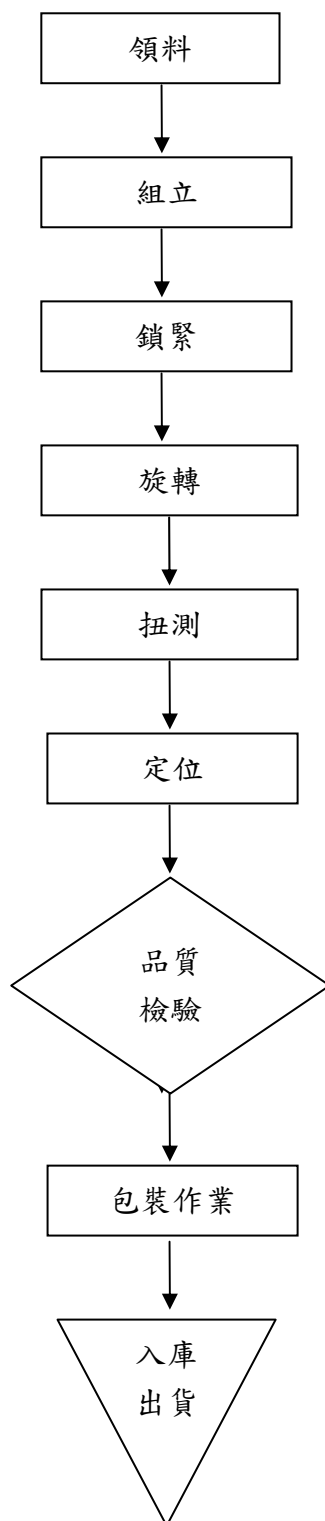 領料
組立
鎖緊
旋轉
扭測
定位
品質
檢驗
包裝作業
入庫
出貨